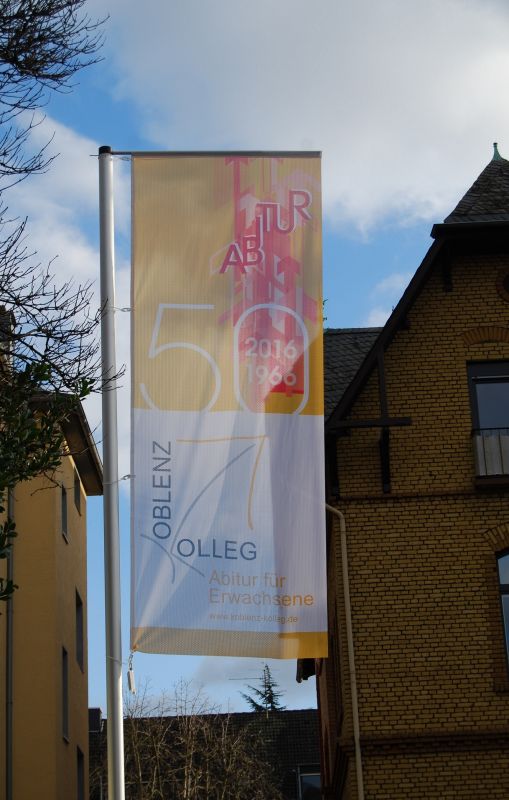 ABITUR
50
2016
1966
KOBLENZ
KOLLEG
Abitur für
Erwachsene
www.koblenz-kolleg.de